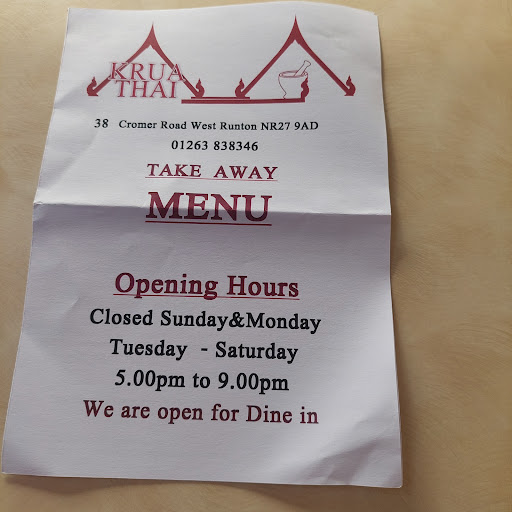 KRUA
THAI
38 Cromer Road West Runton NR27 9AD
01263 838346
TAKE AWAY
MENU
Opening Hours
Closed Sunday&Monday
Tuesday - Saturday
5.00pm to 9.00pm
We are open for Dine in